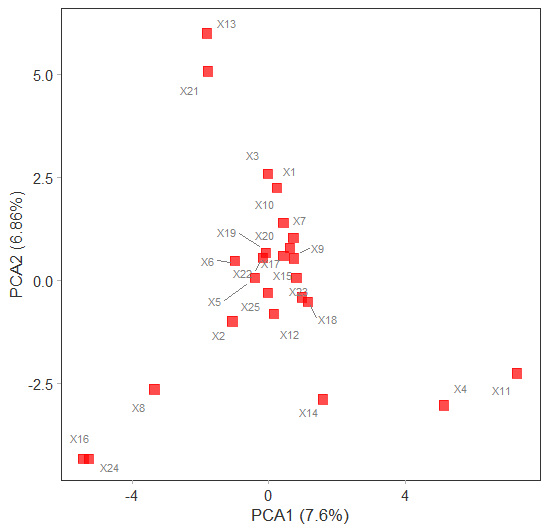 X13
5.0
X21
X3
X1
2.5
X10
X7
X19
X20
X9
X6
X17
X22
X15
0.0
X23
X5
X25
X18
X2
X12
-2.5
X4
X11
X8
X14
X16
X24
-4
0
4
PCA1 (7.6%)
PCA2 (6.86%)